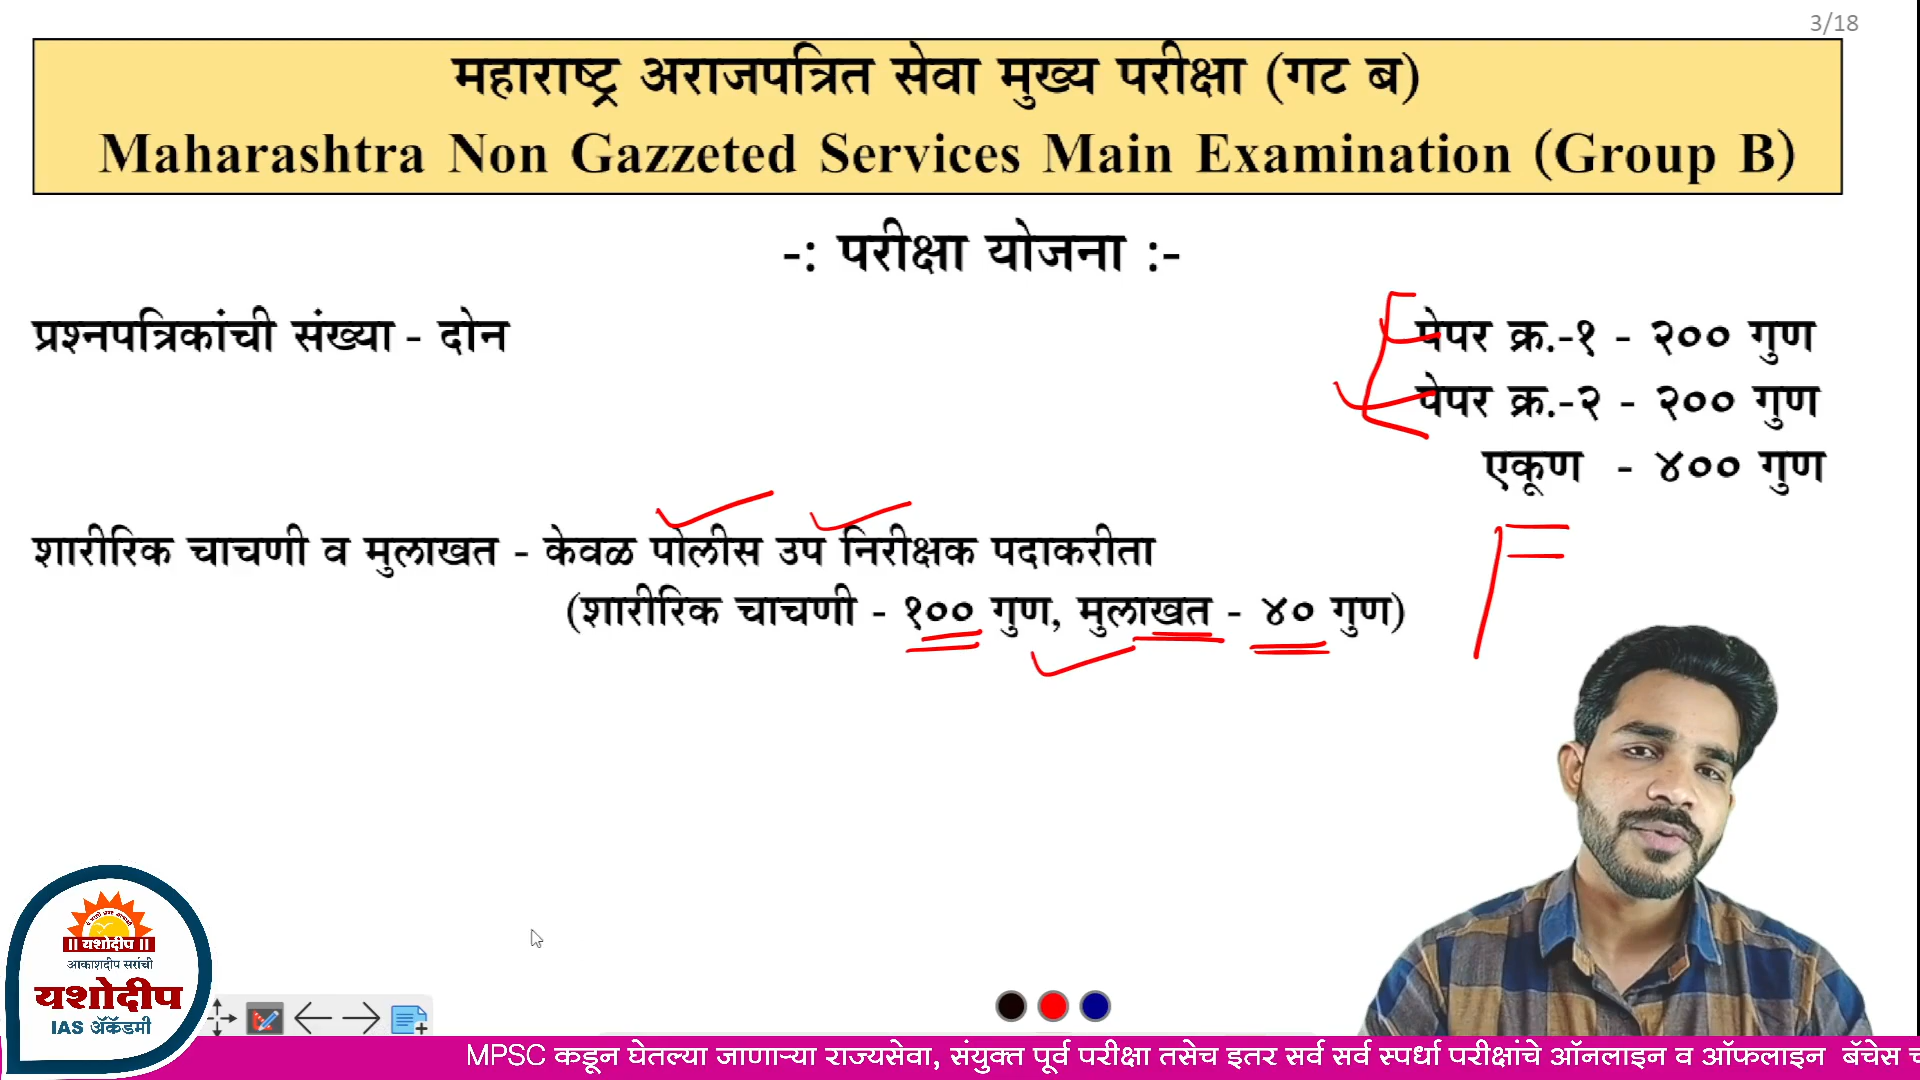 3/18
महाराष्ट्र अराजपत्रित सेवा मुख्य परीक्षा (गट ब)
Maharashtra Non Gazzeted Services Main Examination (Group B)
-: परीक्षा योजना :-
प्रश्नपत्रिकांची संख्या - दोन
पेपर क्र.-१ - २०० गुण
पेपर क्र.-२ - २०० गुण
एकूण - ४०० गुण
शारीरिक चाचणी व मुलाखत - केवळ पोलीस उप निरीक्षक पदाकरीता
(शारीरिक चाचणी - १०० गुण, मुलाखत - ४० गुण)
॥ यशोदीप ॥
आकाशदीप सरांची
यशोदीप
IAS ॲकॅडमी
MPSC कडून घेतल्या जाणाऱ्या राज्यसेवा, संयुक्त पूर्व परीक्षा तसेच इतर सर्व सर्व स्पर्धा परीक्षांचे ऑनलाइन व ऑफलाइन बॅचेस